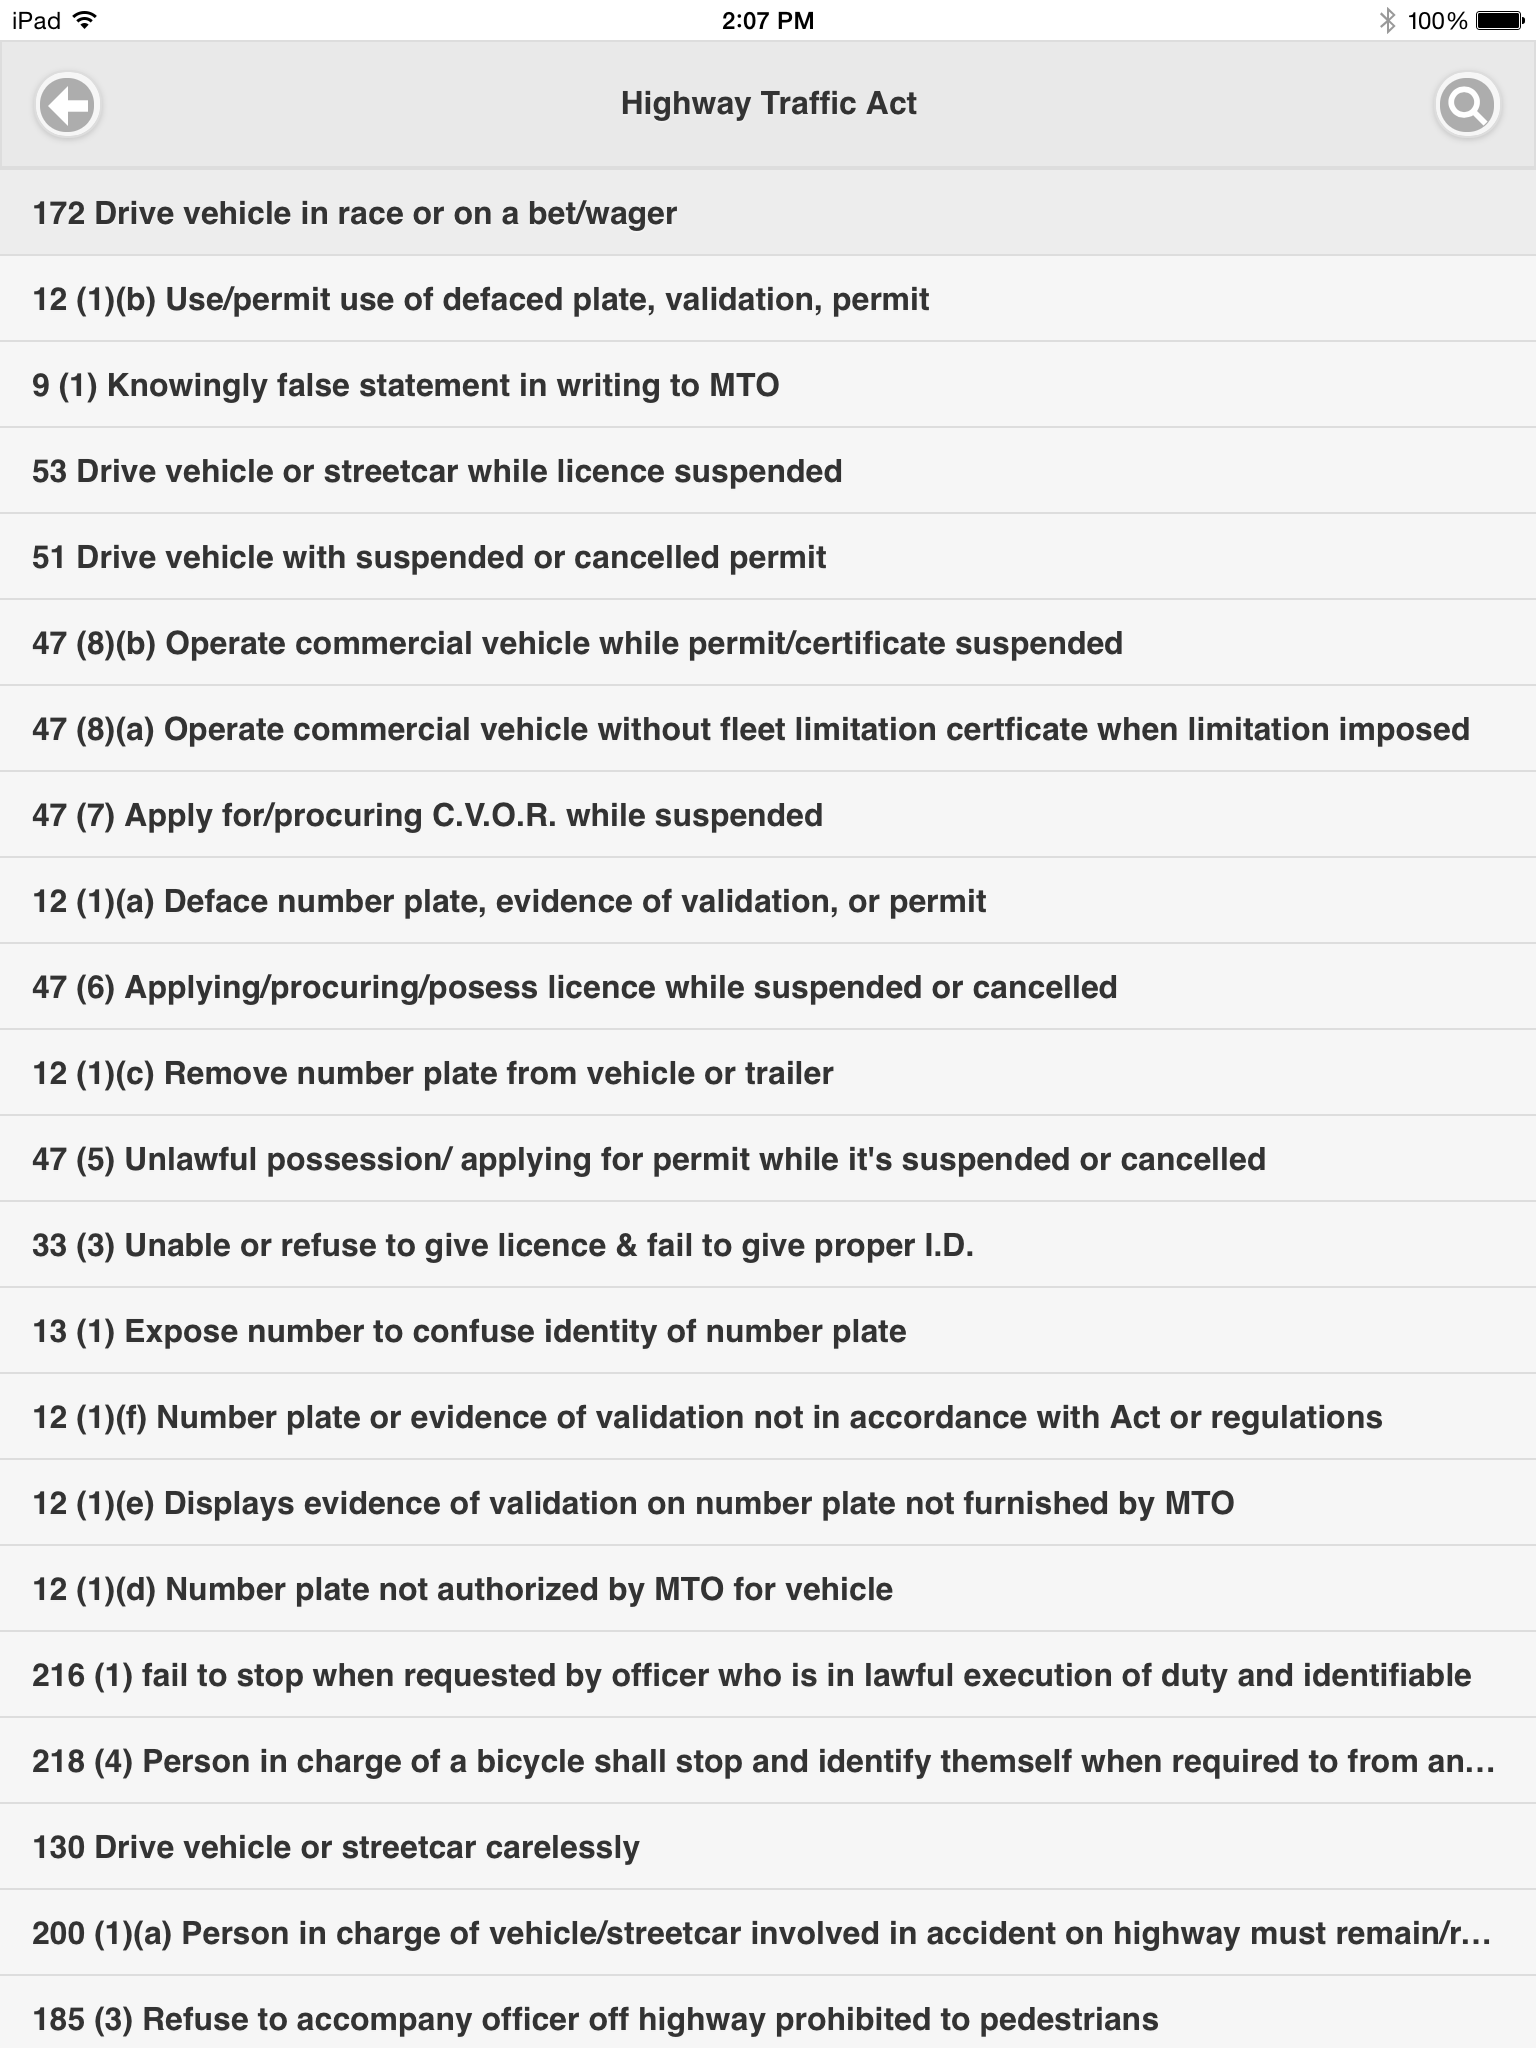 iPad 2:07 PM 100%
Highway Traffic Act
172 Drive vehicle in race or on a bet/wager
12 (1)(b) Use/permit use of defaced plate, validation, permit
9 (1) Knowingly false statement in writing to MTO
53 Drive vehicle or streetcar while licence suspended
51 Drive vehicle with suspended or cancelled permit
47 (8)(b) Operate commercial vehicle while permit/certificate suspended
47 (8)(a) Operate commercial vehicle without fleet limitation certficate when limitation imposed
47 (7) Apply for/procuring C.V.O.R. while suspended
12 (1)(a) Deface number plate, evidence of validation, or permit
47 (6) Applying/procuring/posess licence while suspended or cancelled
12 (1)(c) Remove number plate from vehicle or trailer
47 (5) Unlawful possession/ applying for permit while it's suspended or cancelled
33 (3) Unable or refuse to give licence & fail to give proper I.D.
13 (1) Expose number to confuse identity of number plate
12 (1)(f) Number plate or evidence of validation not in accordance with Act or regulations
12 (1)(e) Displays evidence of validation on number plate not furnished by MTO
12 (1)(d) Number plate not authorized by MTO for vehicle
216 (1) fail to stop when requested by officer who is in lawful execution of duty and identifiable
218 (4) Person in charge of a bicycle shall stop and identify themself when required to from an...
130 Drive vehicle or streetcar carelessly
200 (1)(a) Person in charge of vehicle/streetcar involved in accident on highway must remain/r...
185 (3) Refuse to accompany officer off highway prohibited to pedestrians